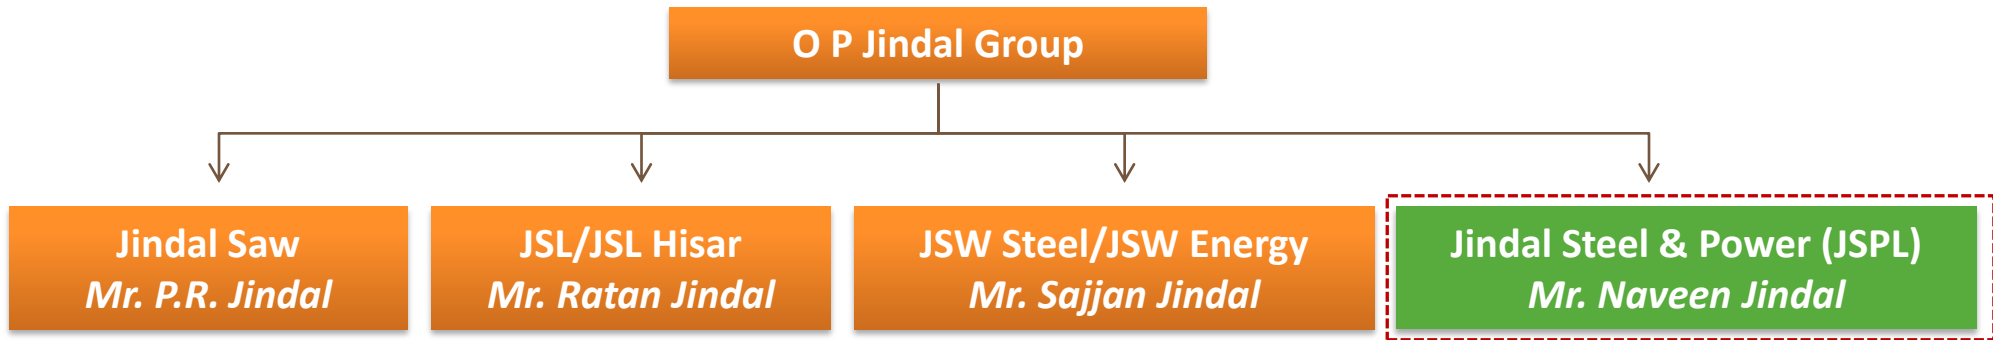 O P Jindal Group
Jindal Saw
Mr. P.R. Jindal
JSL/JSL Hisar
Mr. Ratan Jindal
JSW Steel/JSW Energy
Mr. Sajjan Jindal
Jindal Steel & Power (JSPL)
Mr. Naveen Jindal